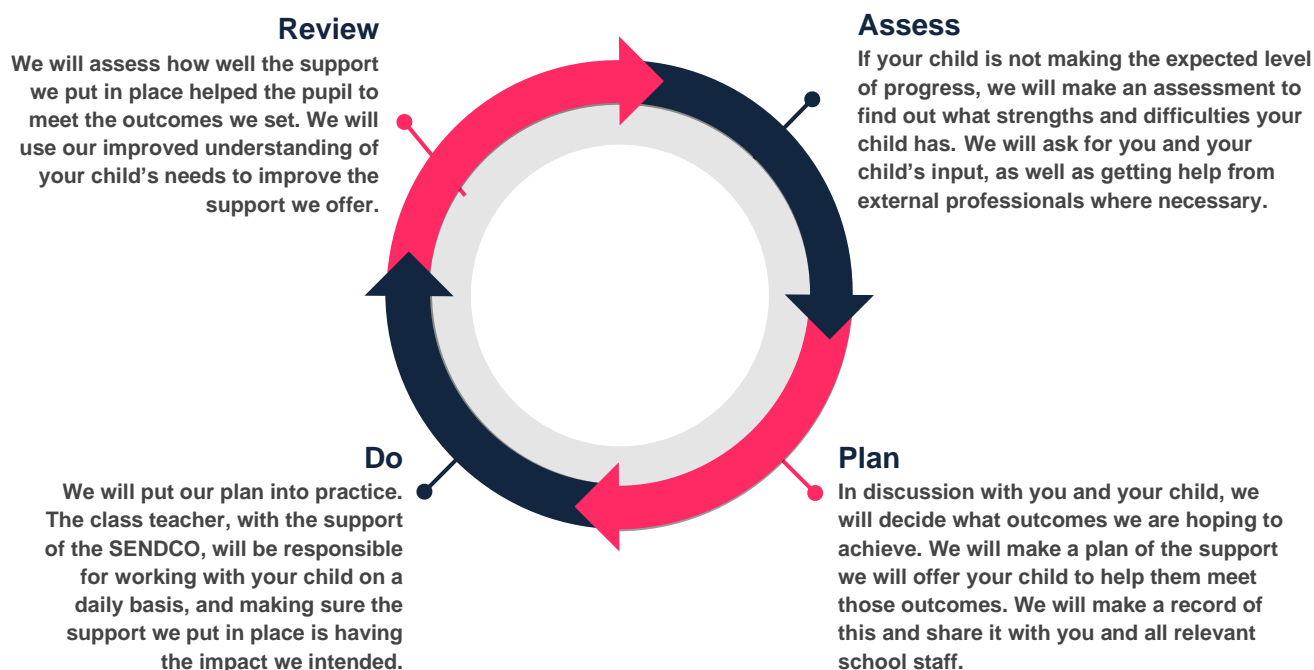 Review
We will assess how well the support
we put in place helped the pupil to
meet the outcomes we set. We will
use our improved understanding of
your child’s needs to improve the
support we offer.
Assess
If your child is not making the expected level
of progress, we will make an assessment to
find out what strengths and difficulties your
child has. We will ask for you and your
child’s input, as well as getting help from
external professionals where necessary.
Do
We will put our plan into practice.
The class teacher, with the support
of the SENDCO, will be responsible
for working with your child on a
daily basis, and making sure the
support we put in place is having
the impact we intended.
Plan
In discussion with you and your child, we
will decide what outcomes we are hoping to
achieve. We will make a plan of the support
we will offer your child to help them meet
those outcomes. We will make a record of
this and share it with you and all relevant
school staff.